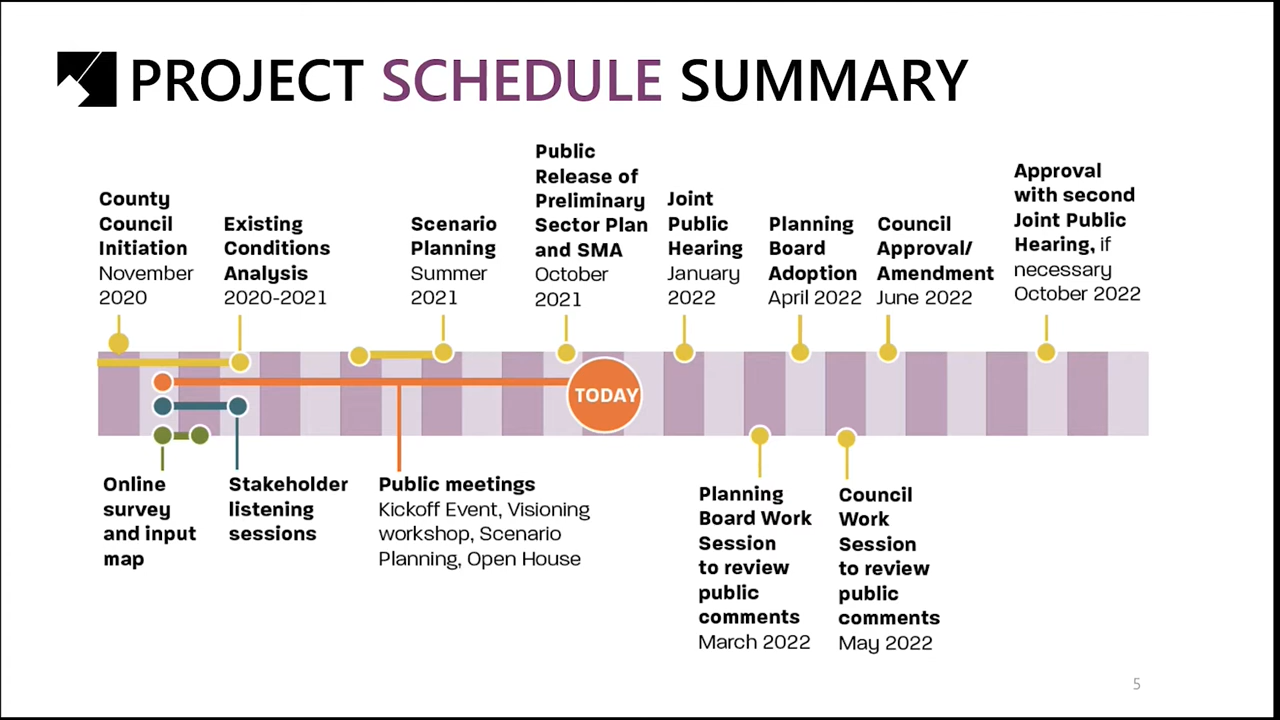 PROJECT SCHEDULE SUMMARY
County
Council
Initiation
November
2020
Existing
Conditions
Analysis
2020-2021
Scenario
Planning
Summer
2021
Public
Release of
Preliminary
Sector Plan
and SMA
October
2021
Joint
Public
Hearing
January
2022
Planning
Board
Adoption
April 2022
Council
Approval/
Amendment
June 2022
Approval
with second
Joint Public
Hearing, if
necessary
October 2022
TODAY
Online
survey
and input
map
Stakeholder
listening
sessions
Public meetings
Kickoff Event, Visioning
workshop, Scenario
Planning, Open House
Planning
Board Work
Session
to review
public
comments
March 2022
Council
Work
Session
to review
public
comments
May 2022
5